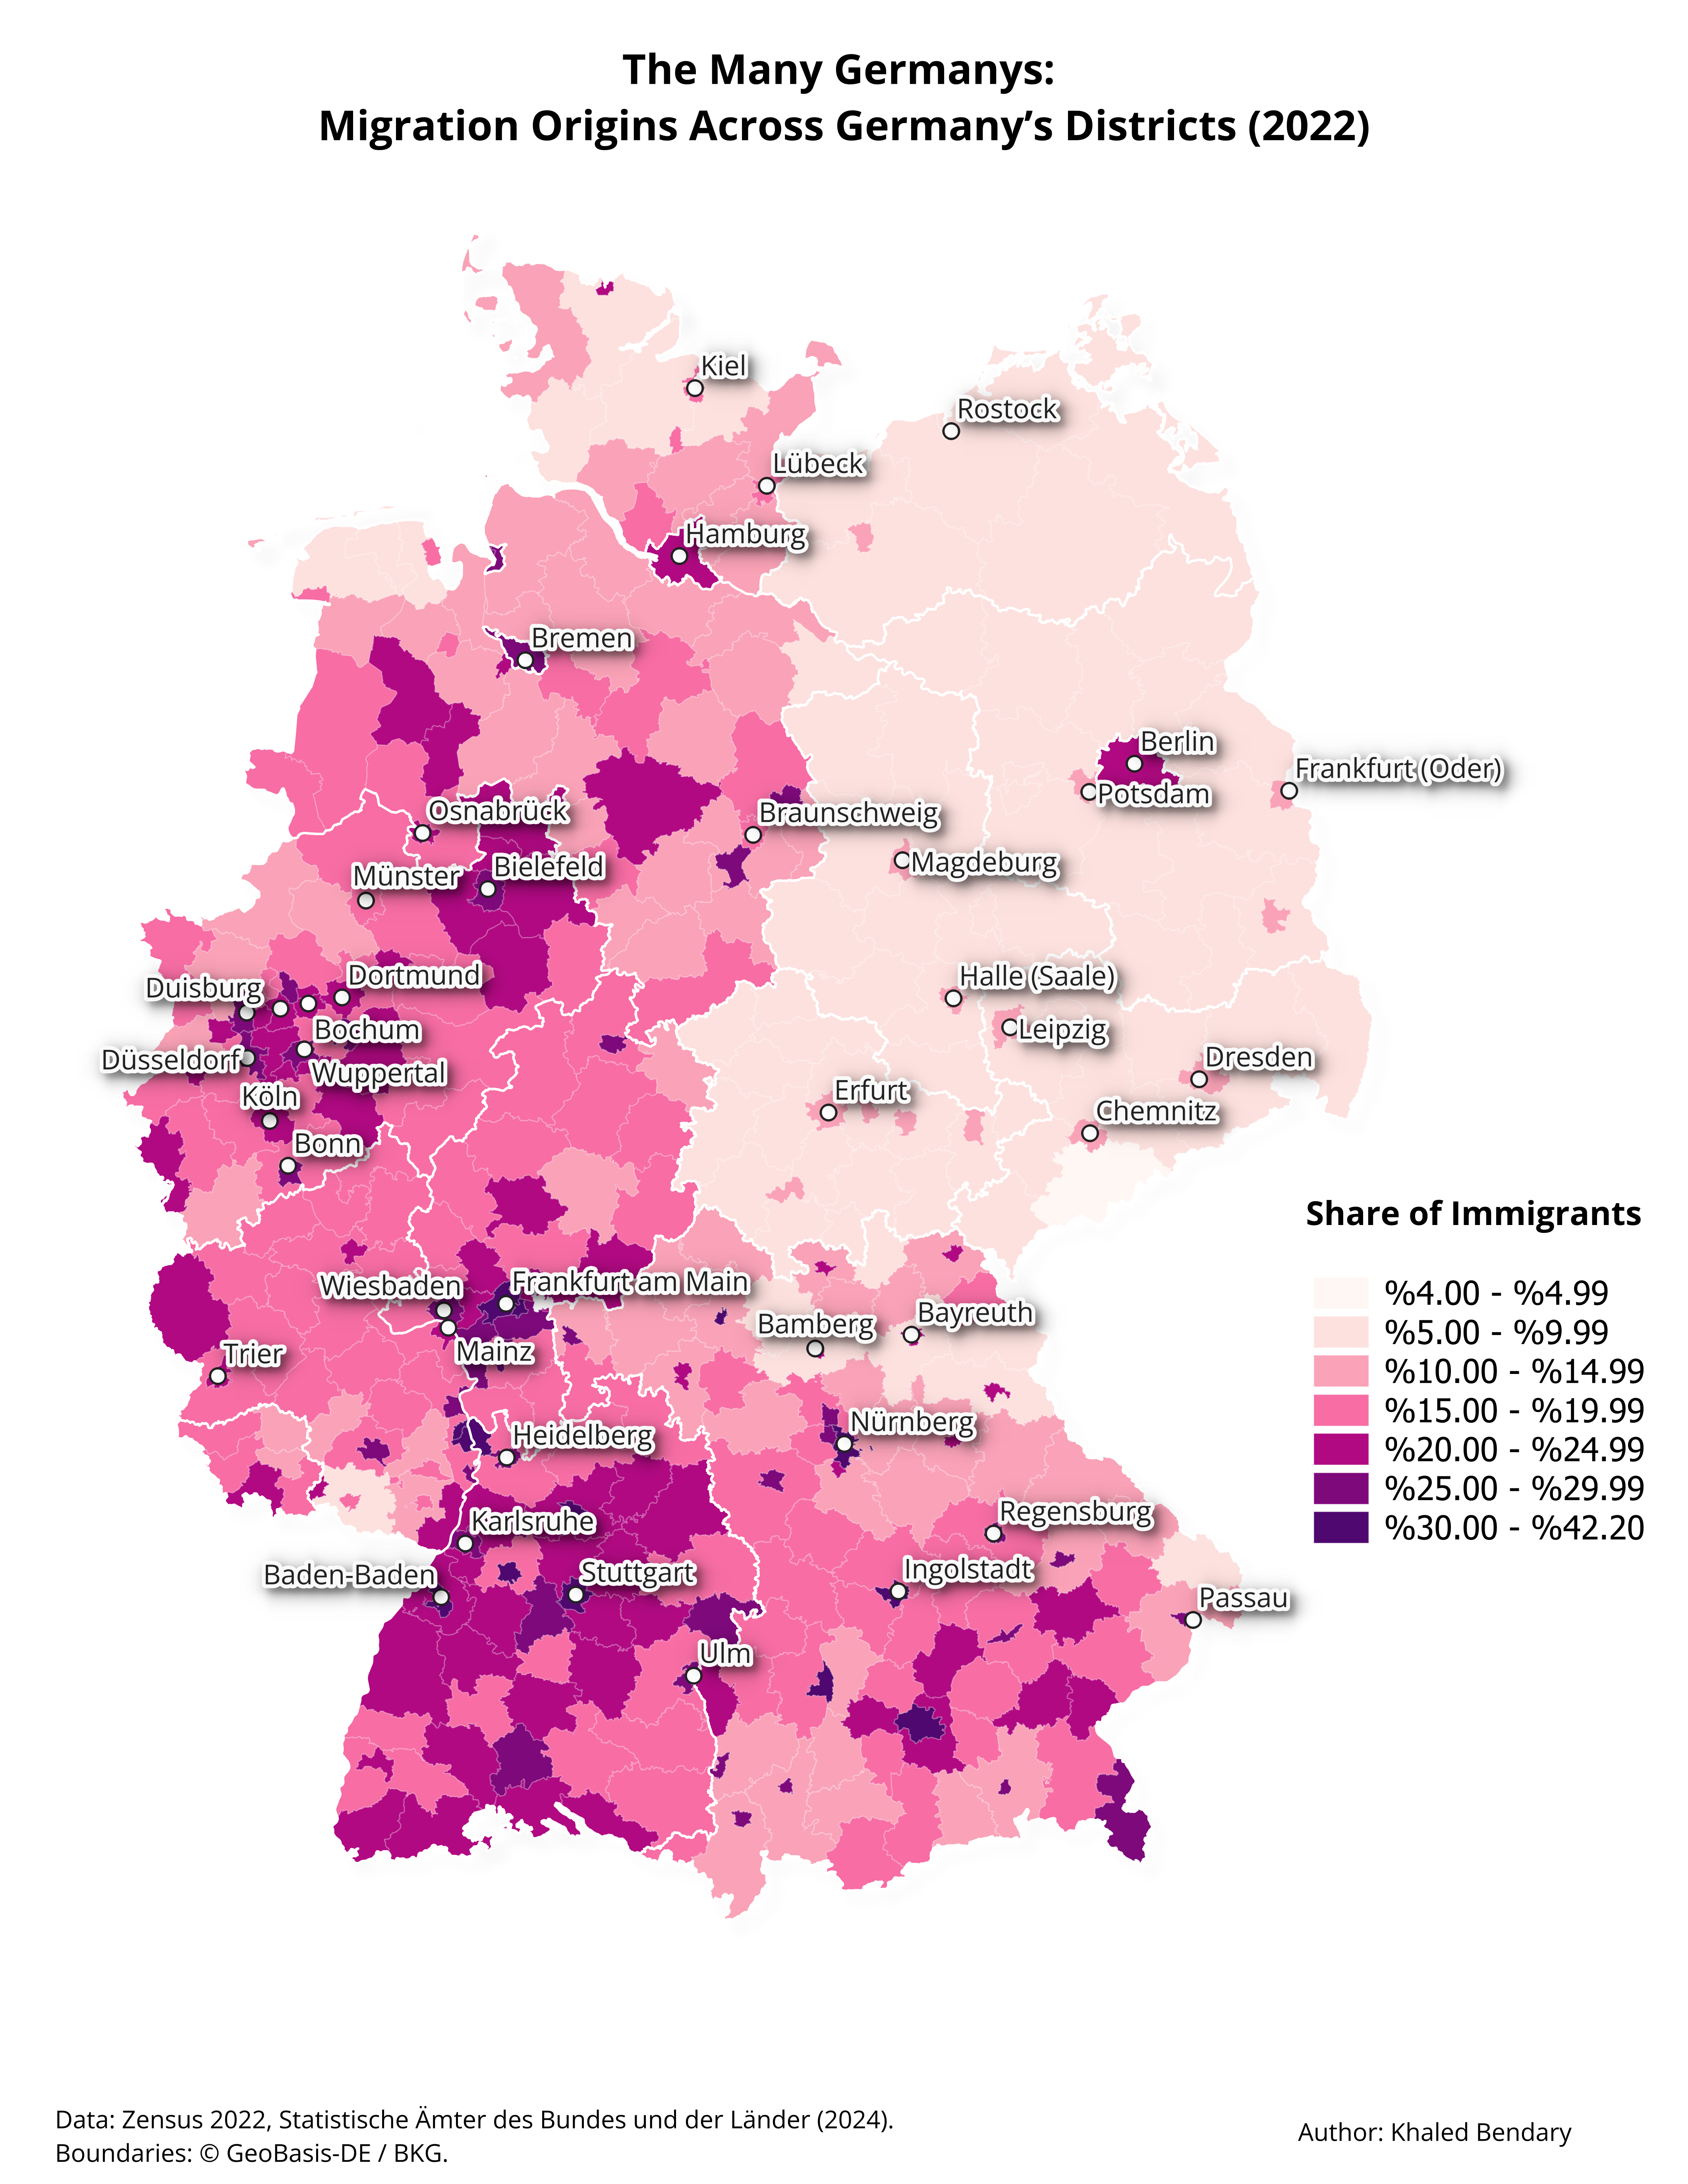 The Many Germanys:
Migration Origins Across Germany’s Districts (2022)
Kiel
Rostock
Lübeck
Hamburg
Bremen
Berlin
Frankfurt (Oder)
Potsdam
Osnabrück
Braunschweig
Magdeburg
Bielefeld
Münster
Dortmund
Duisburg
Halle (Saale)
Bochum
Leipzig
Düsseldorf
Wuppertal
Dresden
Köln
Erfurt
Chemnitz
Bonn
Share of Immigrants
%4.00 - %4.99
%5.00 - %9.99
%10.00 - %14.99
%15.00 - %19.99
%20.00 - %24.99
%25.00 - %29.99
%30.00 - %42.20
Wiesbaden
Frankfurt am Main
Bamberg
Bayreuth
Mainz
Trier
Nürnberg
Heidelberg
Karlsruhe
Regensburg
Baden-Baden
Stuttgart
Ingolstadt
Passau
Ulm
Data: Zensus 2022, Statistische Ämter des Bundes und der Länder (2024).
Boundaries: © GeoBasis-DE / BKG.
Author: Khaled Bendary